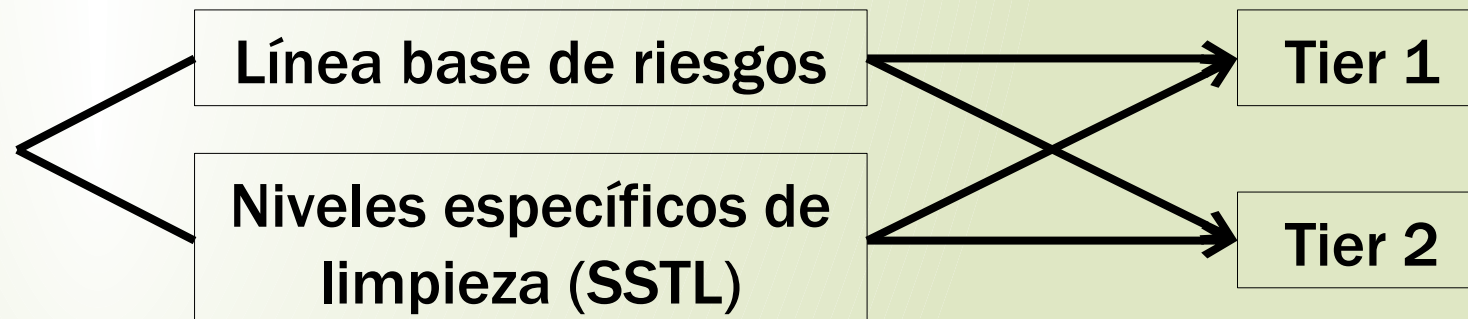 Línea base de riesgos
Tier 1
Niveles específicos de
limpieza (SSTL)
Tier 2